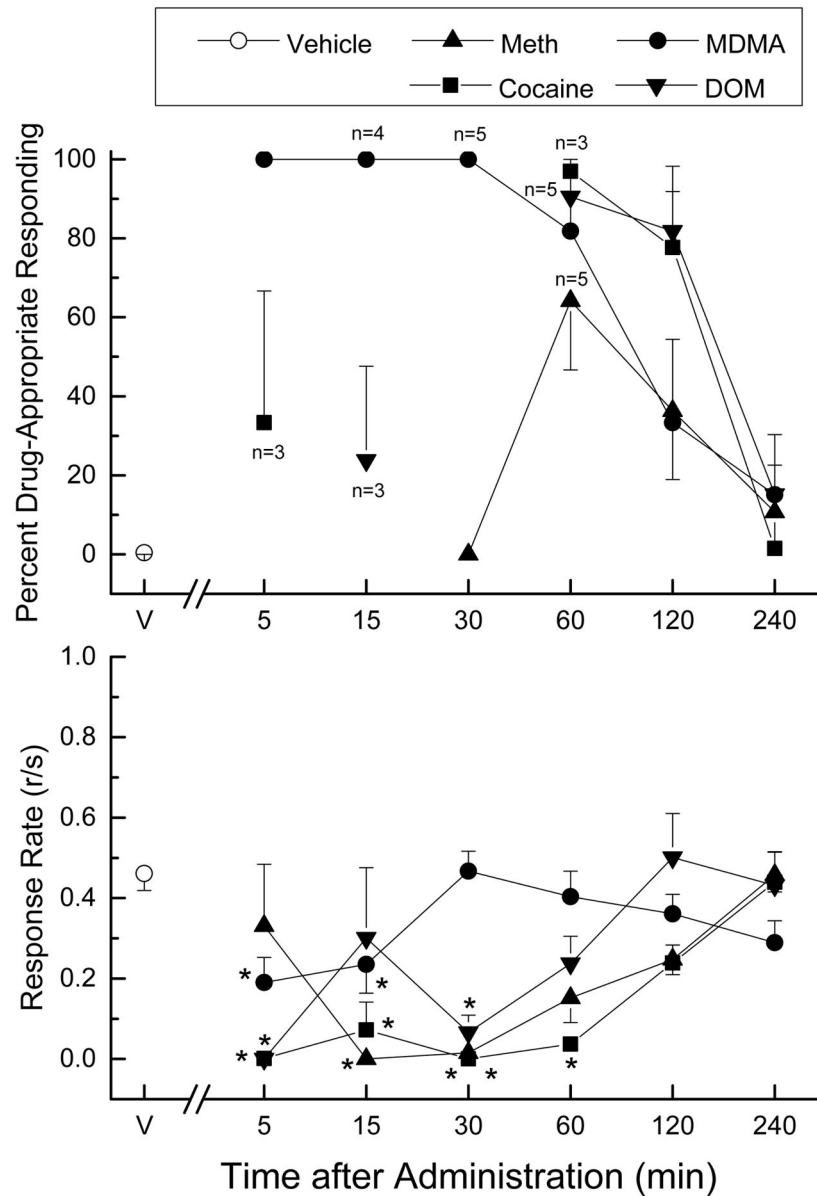 Vehicle Meth MDMA
Cocaine DOM
Percent Drug-Appropriate Responding
100
80
60
40
20
0
n=4
n=5
n=3
n=5
n=5
n=3
n=3
V 5 15 30 60 120 240
Response Rate (r/s)
1.0
0.8
0.6
0.4
0.2
0.0
* * * * * * * * * *
V 5 15 30 60 120 240
Time after Administration (min)